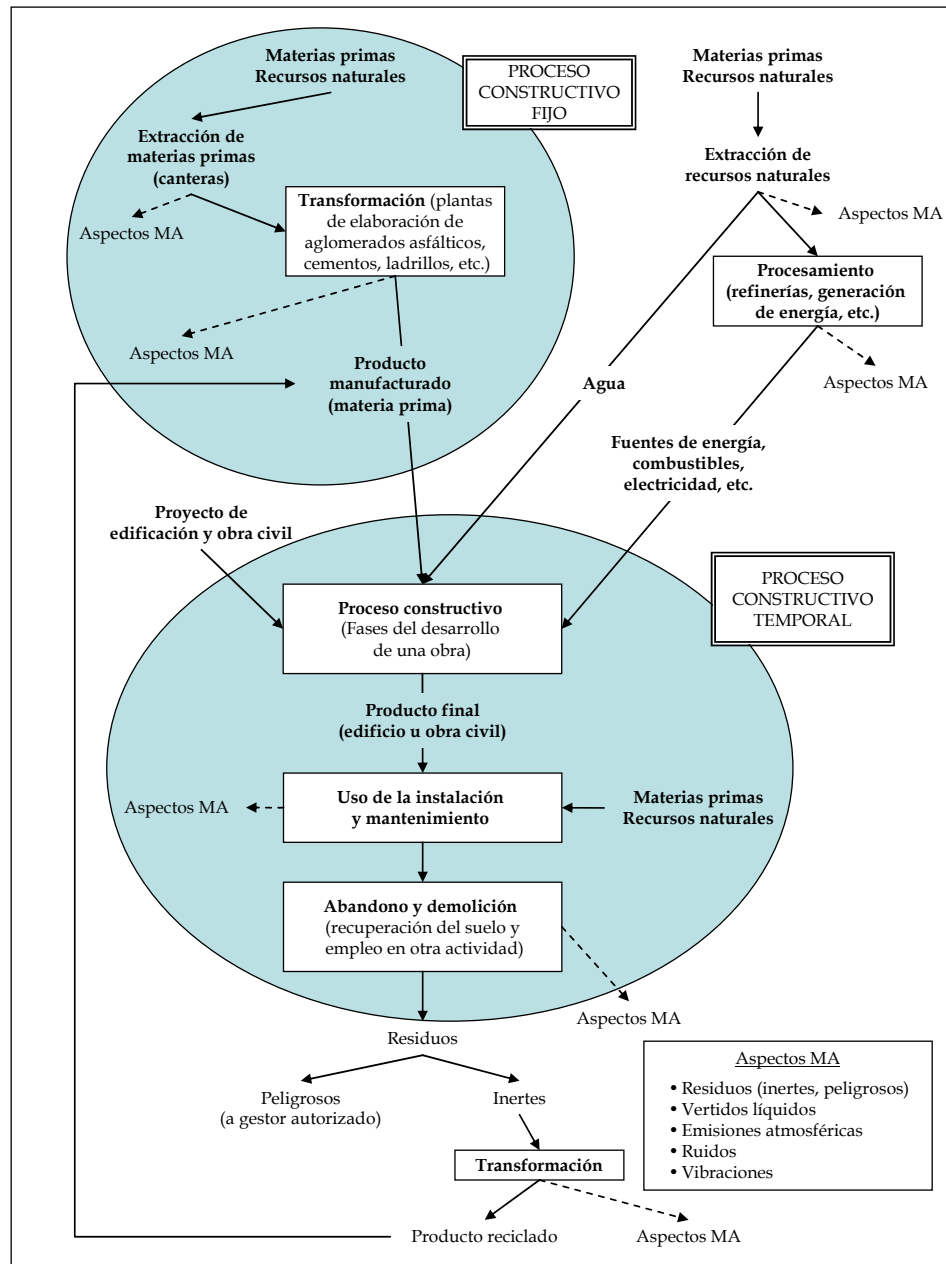 Materias primas
Recursos naturales
PROCESO
CONSTRUCTIVO
FIJO
Materias primas
Recursos naturales
Extracción de
materias primas
(canteras)
Extracción de
recursos naturales
Transformación (plantas
de elaboración de
aglomerados asfálticos,
cementos, ladrillos, etc.)
Aspectos MA
Aspectos MA
Procesamiento
(refinerías, generación
de energía, etc.)
Aspectos MA
Producto
manufacturado
(materia prima)
Agua
Aspectos MA
Fuentes de energía,
combustibles,
electricidad, etc.
Proyecto de
edificación y obra civil
PROCESO
CONSTRUCTIVO
TEMPORAL
Proceso constructivo
(Fases del desarrollo
de una obra)
Producto final
(edificio u obra civil)
Aspectos MA
Uso de la instalación
y mantenimiento
Materias primas
Recursos naturales
Abandono y demolición
(recuperación del suelo y
empleo en otra actividad)
Aspectos MA
Residuos
Peligrosos
(a gestor autorizado)
Inertes
Aspectos MA
• Residuos (inertes, peligrosos)
• Vertidos líquidos
• Emisiones atmosféricas
• Ruidos
• Vibraciones
Transformación
Producto reciclado
Aspectos MA